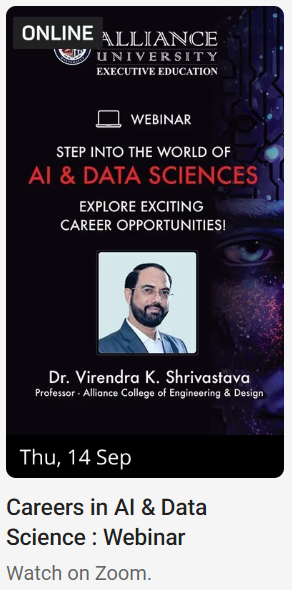 ONLINE
ALLIANCE
UNIVERSITY
EXECUTIVE EDUCATION
WEBINAR
STEP INTO THE WORLD OF
AI & DATA SCIENCES
EXPLORE EXCITING
CAREER OPPORTUNITIES!
Dr. Virendra K. Shrivastava
Professor - Alliance College of Engineering & Design
Thu, 14 Sep
Careers in AI & Data
Science : Webinar
Watch on Zoom.